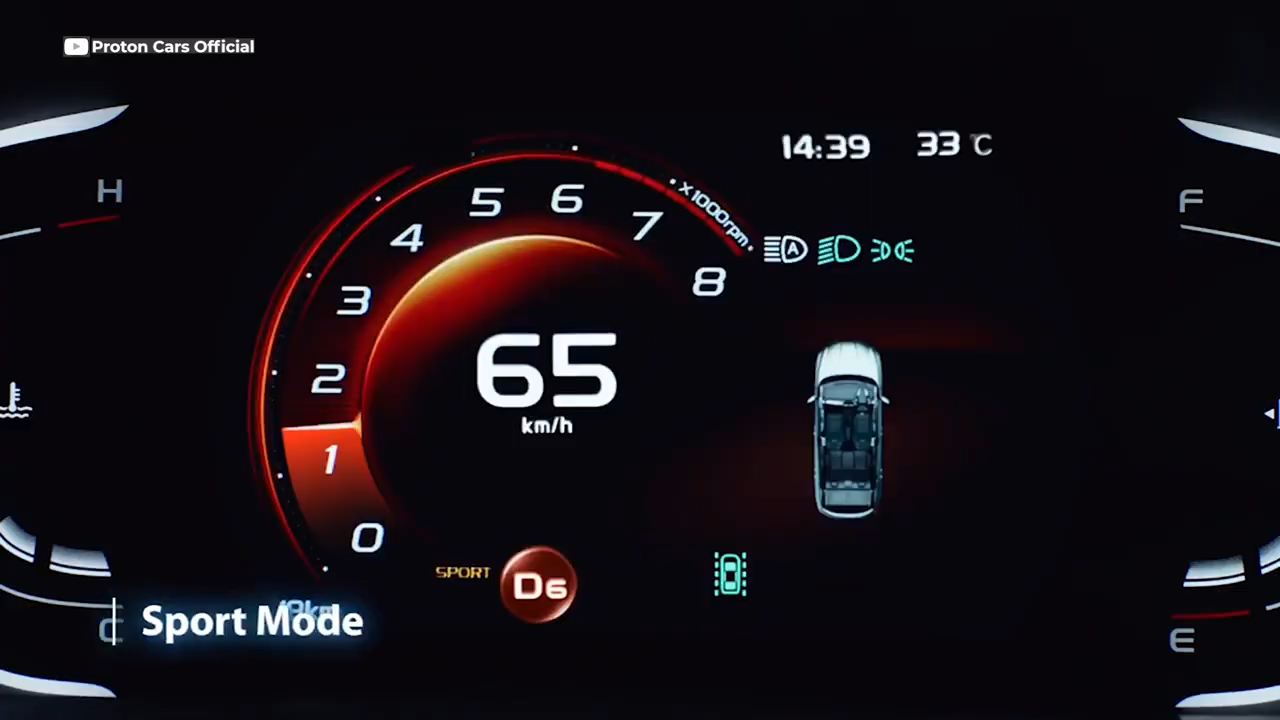 Proton Cars Official
14:39 33 °C
H
F
5 6
7
x1000rpm
4
8
3
A
65
km/h
2
1
0
SPORT D6
Sport Mode
C
E